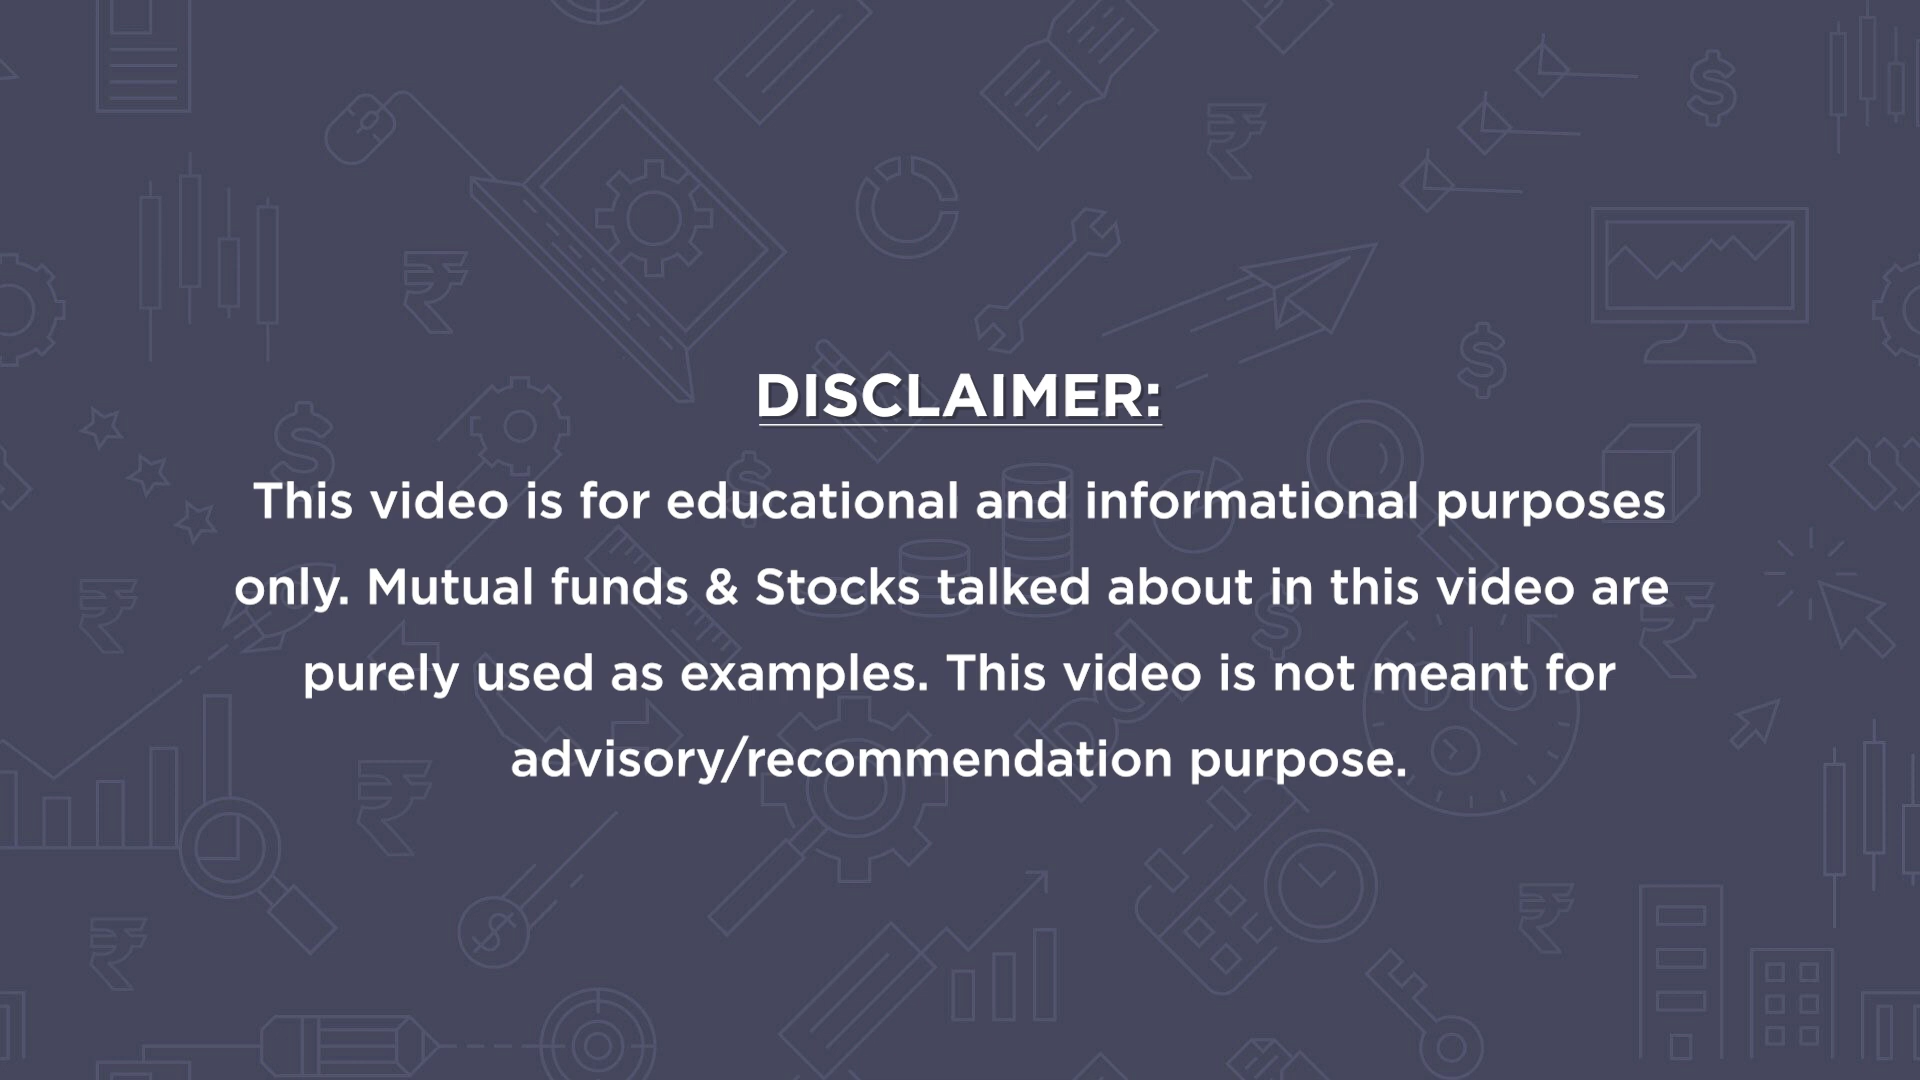 DISCLAIMER:
This video is for educational and informational purposes
only. Mutual funds & Stocks talked about in this video are
purely used as examples. This video is not meant for
advisory/recommendation purpose.